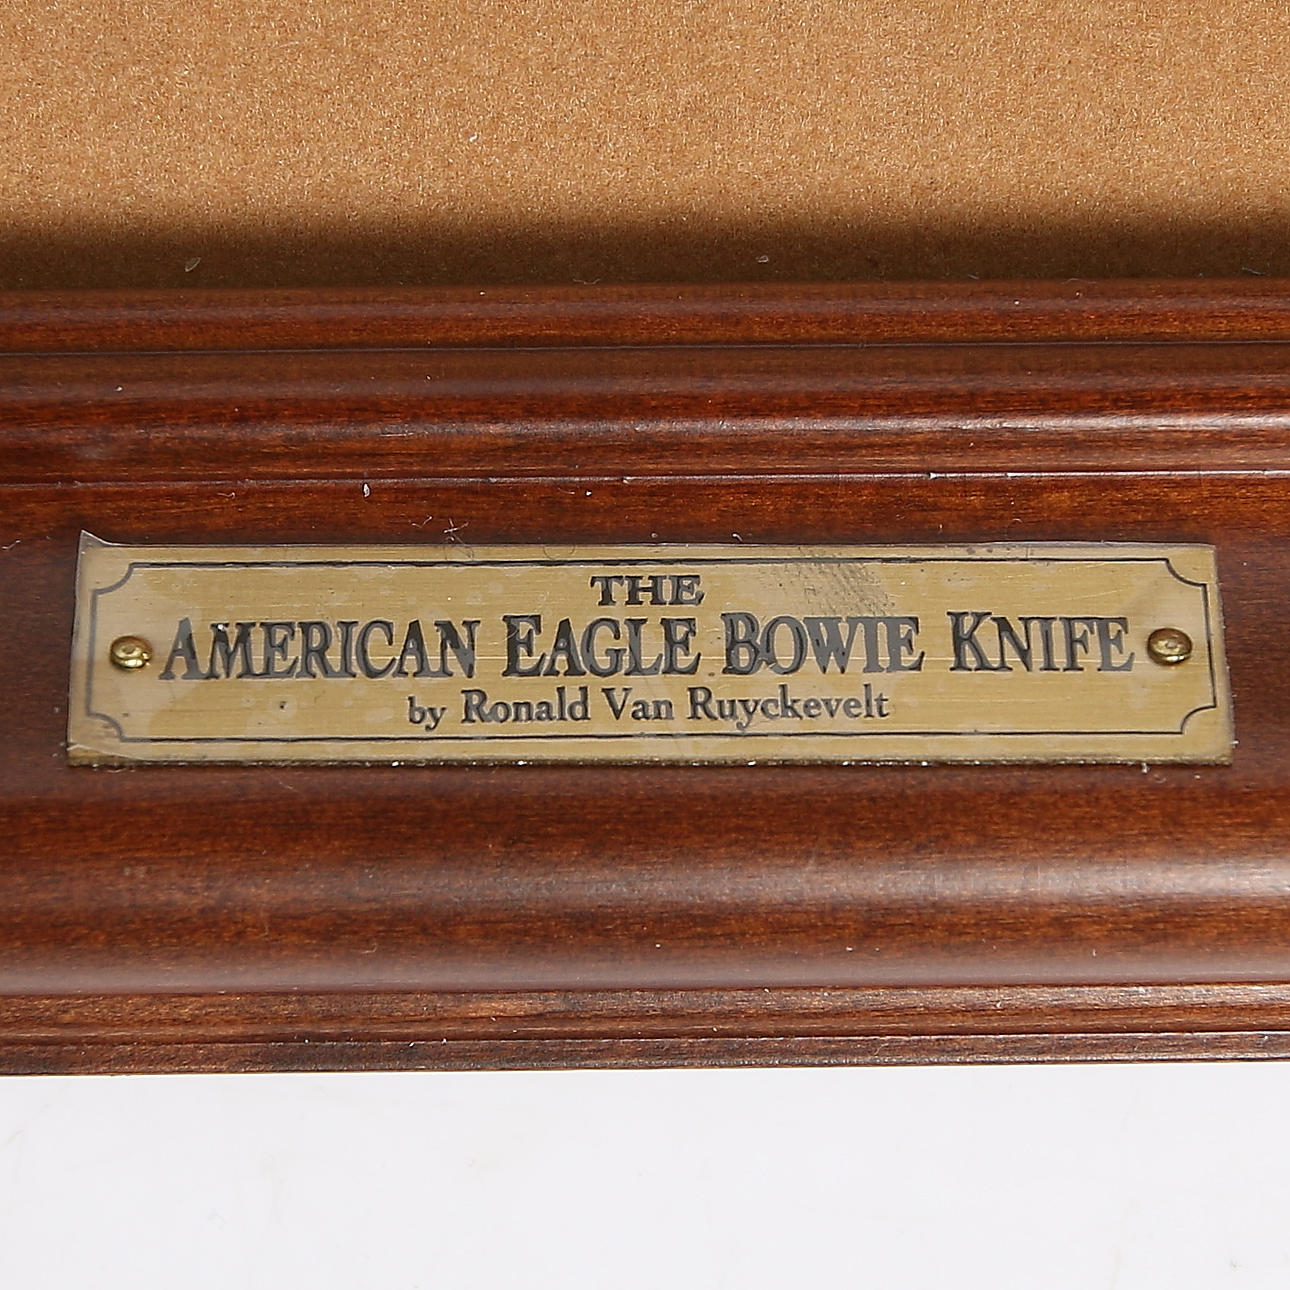 THE
AMERICAN EAGLE BOWIE KNIFE
by Ronald Van Ruyckevelt